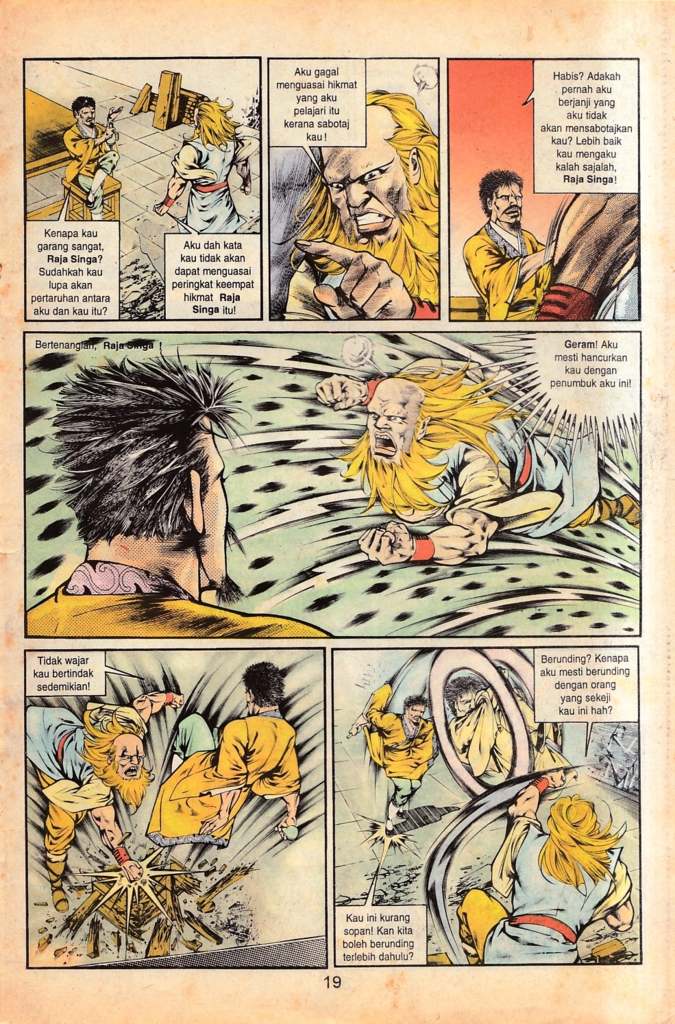 Kenapa kau
garang sangat,
Raja Singa?
Sudahkah kau
lupa akan
pertaruhan antara
aku dan kau itu?
Aku dah kata
kau tidak akan
dapat menguasai
peringkat keempat
hikmat Raja
Singa itu!
Aku gagal
menguasai hikmat
yang aku
pelajari itu
kerana sabotaj
kau!
Habis? Adakah
pernah aku
berjanji yang
aku tidak
akan mensabotajkan
kau? Lebih baik
kau mengaku
kalah sajalah,
Raja Singa!
Bertenanglah, Raja Singa!
Geram! Aku
mesti hancurkan
kau dengan
penumbuk aku ini!
Tidak wajar
kau bertindak
sedemikian!
Berunding? Kenapa
aku mesti berunding
dengan orang
yang sekeji
kau ini hah?
Kau ini kurang
sopan! Kan kita
boleh berunding
terlebih dahulu?
19